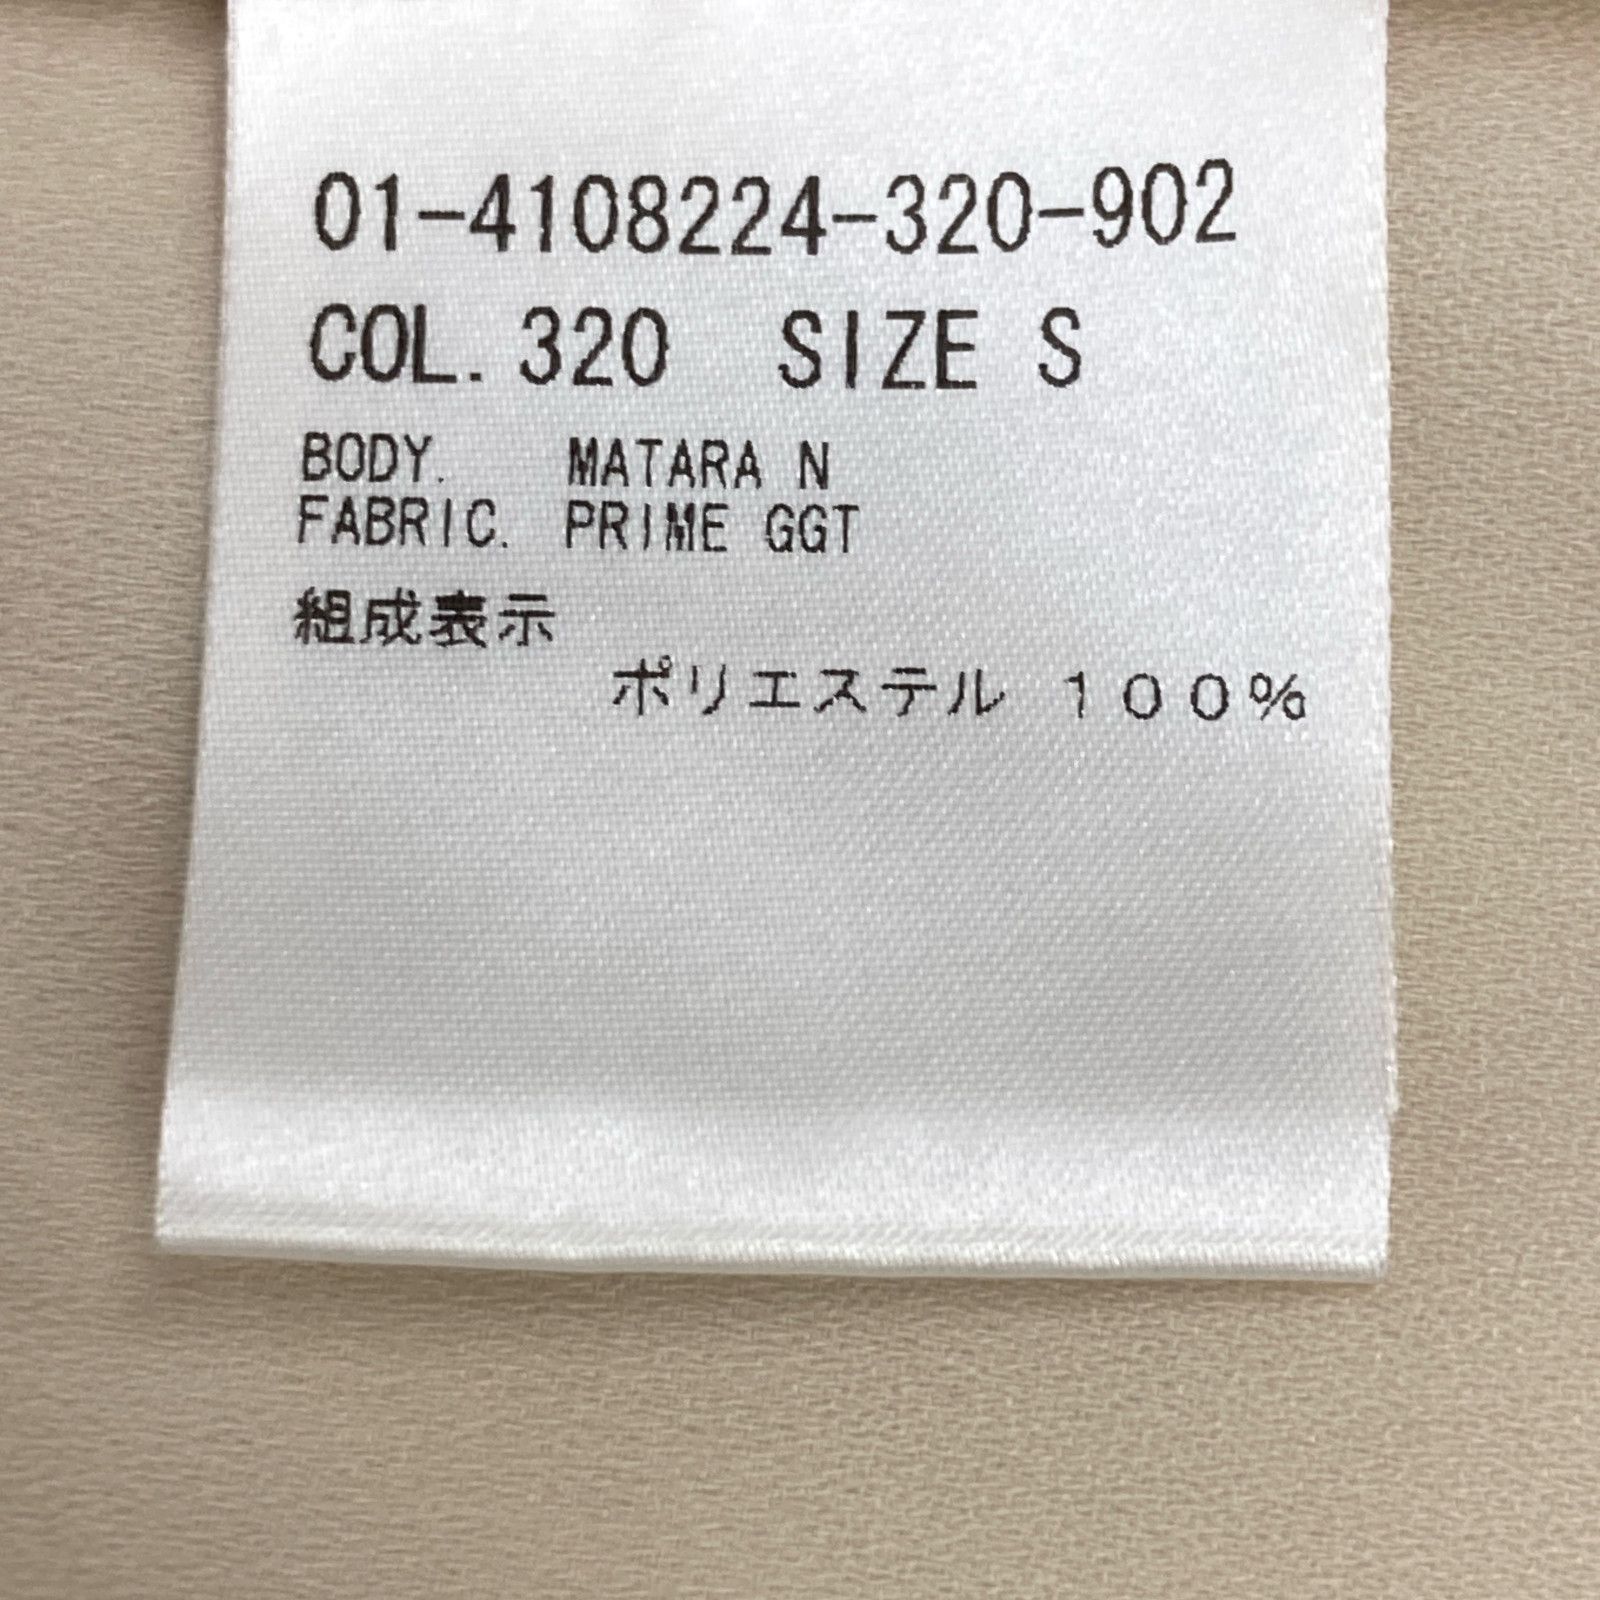 01-4108224-320-902
COL. 320 SIZE S
BODY. MATARA N
FABRIC. PRIME GGT
組成表示
ポリエステル １００％